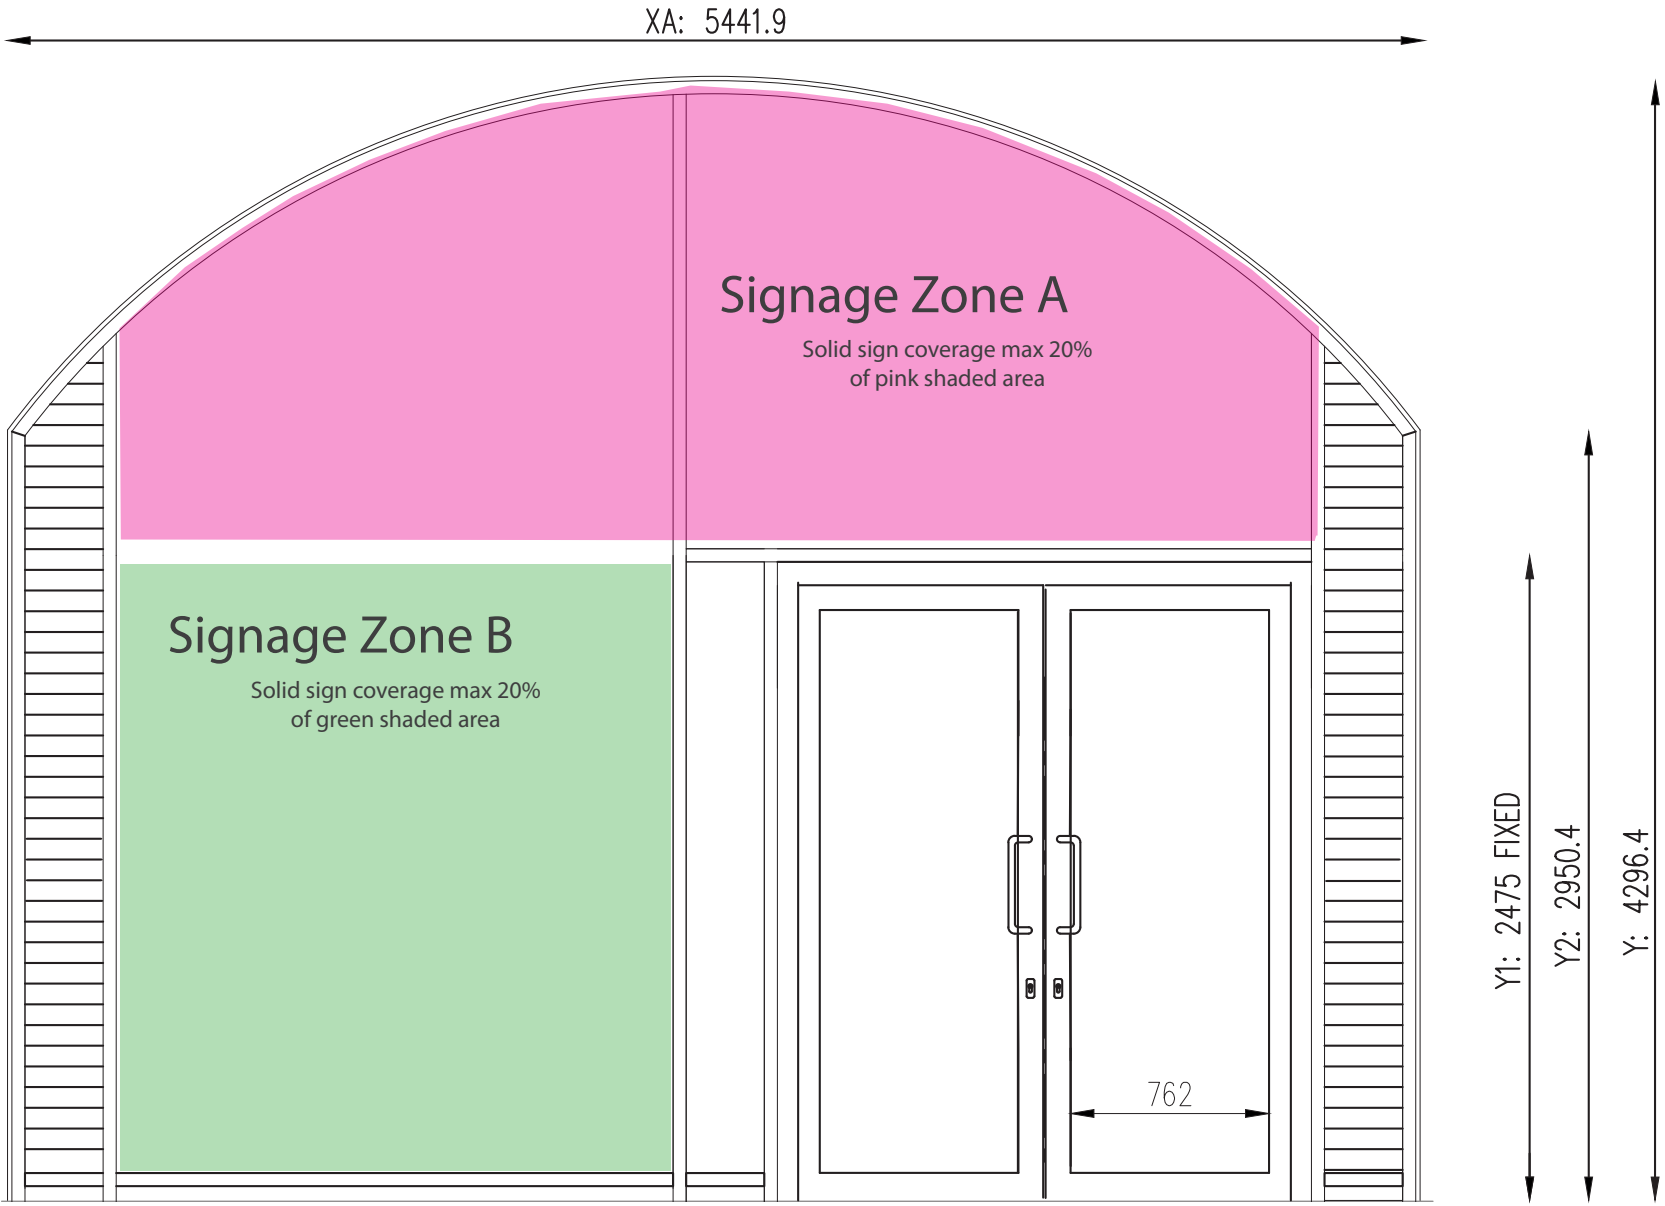 XA: 5441.9
Signage Zone A
Solid sign coverage max 20%
of pink shaded area
Signage Zone B
Solid sign coverage max 20%
of green shaded area
762
Y1: 2475 FIXED
Y2: 2950.4
Y: 4296.4